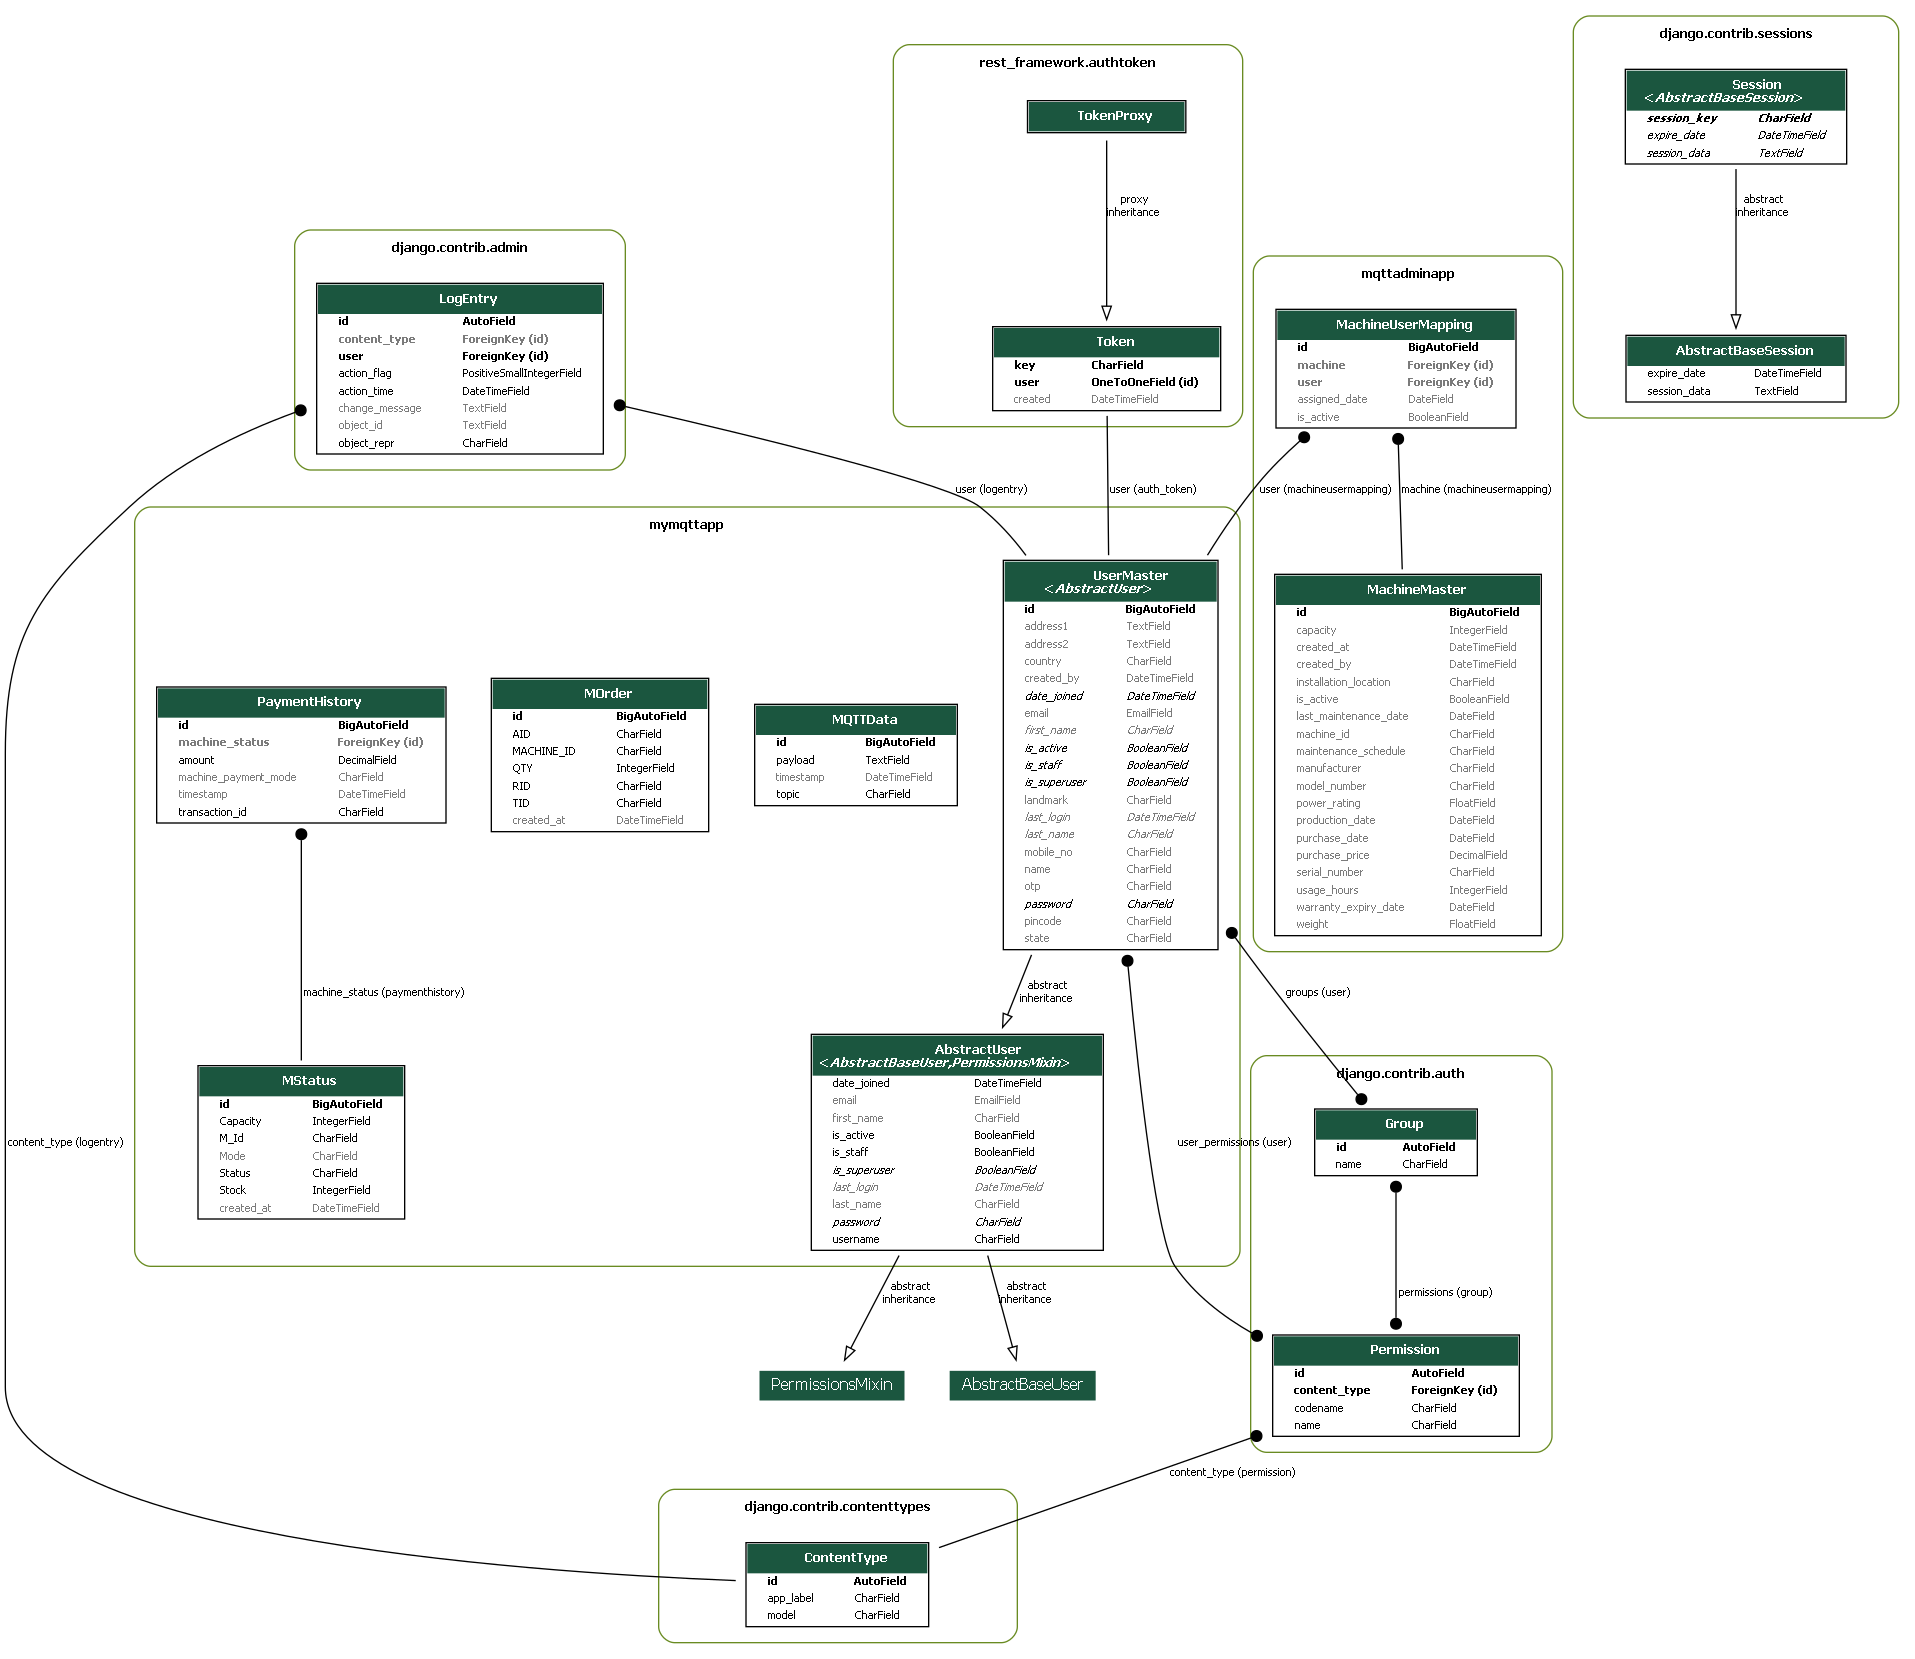 django.contrib.sessions
Session
<AbstractBaseSession>
session_key CharField
expire_date DateTimeField
session_data TextField
abstract
inheritance
AbstractBaseSession
expire_date DateTimeField
session_data TextField
rest_framework.authtoken
TokenProxy
proxy
inheritance
Token
key CharField
user OneToOneField (id)
created DateTimeField
django.contrib.admin
LogEntry
id AutoField
content_type ForeignKey (id)
user ForeignKey (id)
action_flag PositiveSmallIntegerField
action_time DateTimeField
change_message TextField
object_id TextField
object_repr CharField
mqttadminapp
MachineUserMapping
id BigAutoField
machine ForeignKey (id)
user ForeignKey (id)
assigned_date DateField
is_active BooleanField
user (logentry)
user (auth_token)
user (machineusermapping)
machine (machineusermapping)
MachineMaster
id BigAutoField
capacity IntegerField
created_at DateTimeField
created_by DateTimeField
installation_location CharField
is_active BooleanField
last_maintenance_date DateField
machine_id CharField
maintenance_schedule CharField
manufacturer CharField
model_number CharField
power_rating FloatField
production_date DateField
purchase_date DateField
purchase_price DecimalField
serial_number CharField
usage_hours IntegerField
warranty_expiry_date DateField
weight FloatField
mymqttapp
UserMaster
<AbstractUser>
id BigAutoField
address1 TextField
address2 TextField
country CharField
created_by DateTimeField
date_joined DateTimeField
email EmailField
first_name CharField
is_active BooleanField
is_staff BooleanField
is_superuser BooleanField
landmark CharField
last_login DateTimeField
last_name CharField
mobile_no CharField
name CharField
otp CharField
password CharField
pincode CharField
state CharField
PaymentHistory
id BigAutoField
machine_status ForeignKey (id)
amount DecimalField
machine_payment_mode CharField
timestamp DateTimeField
transaction_id CharField
MOrder
id BigAutoField
AID CharField
MACHINE_ID CharField
QTY IntegerField
RID CharField
TID CharField
created_at DateTimeField
MQTTData
id BigAutoField
payload TextField
timestamp DateTimeField
topic CharField
machine_status (paymenthistory)
abstract
inheritance
groups (user)
MStatus
id BigAutoField
Capacity IntegerField
M_Id CharField
Mode CharField
Status CharField
Stock IntegerField
created_at DateTimeField
AbstractUser
<AbstractBaseUser,PermissionsMixin>
date_joined DateTimeField
email EmailField
first_name CharField
is_active BooleanField
is_staff BooleanField
is_superuser BooleanField
last_login DateTimeField
last_name CharField
password CharField
username CharField
content_type (logentry)
user_permissions (user)
django.contrib.auth
Group
id AutoField
name CharField
permissions (group)
Permission
id AutoField
content_type ForeignKey (id)
codename CharField
name CharField
abstract
inheritance
abstract
inheritance
PermissionsMixin
AbstractBaseUser
content_type (permission)
django.contrib.contenttypes
ContentType
id AutoField
app_label CharField
model CharField